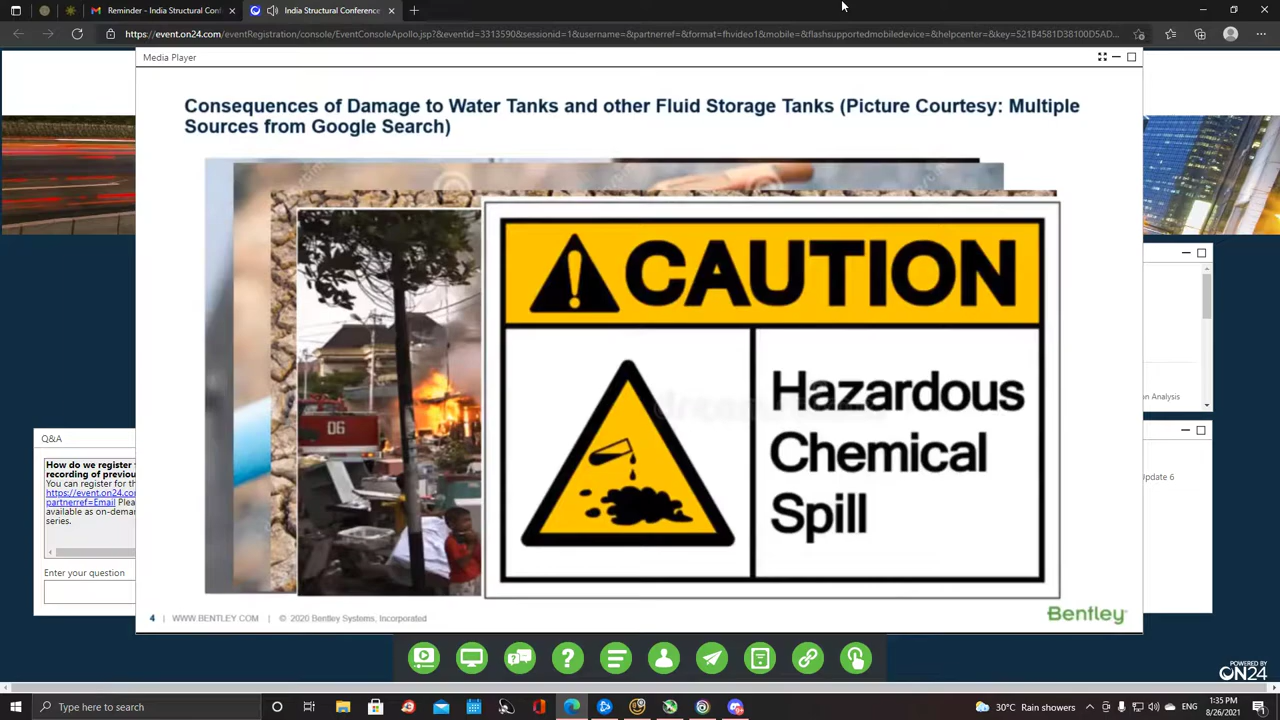 Reminder - India Structural Conf
India Structural Conference
https://event.on24.com/eventRegistration/console/EventConsoleApollo.jsp?&eventid=3313590&sessionid=1&username=&partnerref=&format=fhvideo1&mobile=&flashsupportedmobiledevice=&helpcenter=&key=521B4581D38100D5AD...
Media Player
Consequences of Damage to Water Tanks and other Fluid Storage Tanks (Picture Courtesy: Multiple
Sources from Google Search)
CAUTION
Hazardous
Chemical
Spill
06
n Analysis
Q&A
How do we register
recording of previou
You can register for th
https://event.on24.co
partnerref=Email Plea
available as on-dema
series.
Update 6
Enter your question
4 | WWW.BENTLEY.COM | © 2020 Bentley Systems, Incorporated
Bentley
POWERED BY
ON24
Type here to search
30°C Rain showers
1:35 PM
8/26/2021
1